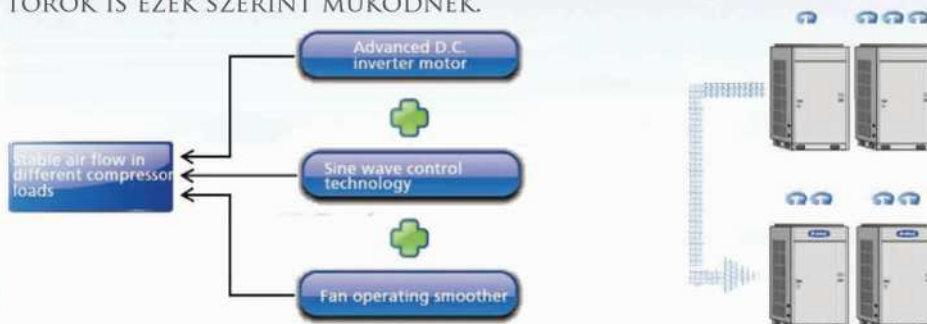 TOROK IS EZEK SZERINT MŰKÖDNEK.
Advanced D.C.
inverter motor
Stable air flow in
different compressor
loads
Sine wave control
technology
Fan operating smoother